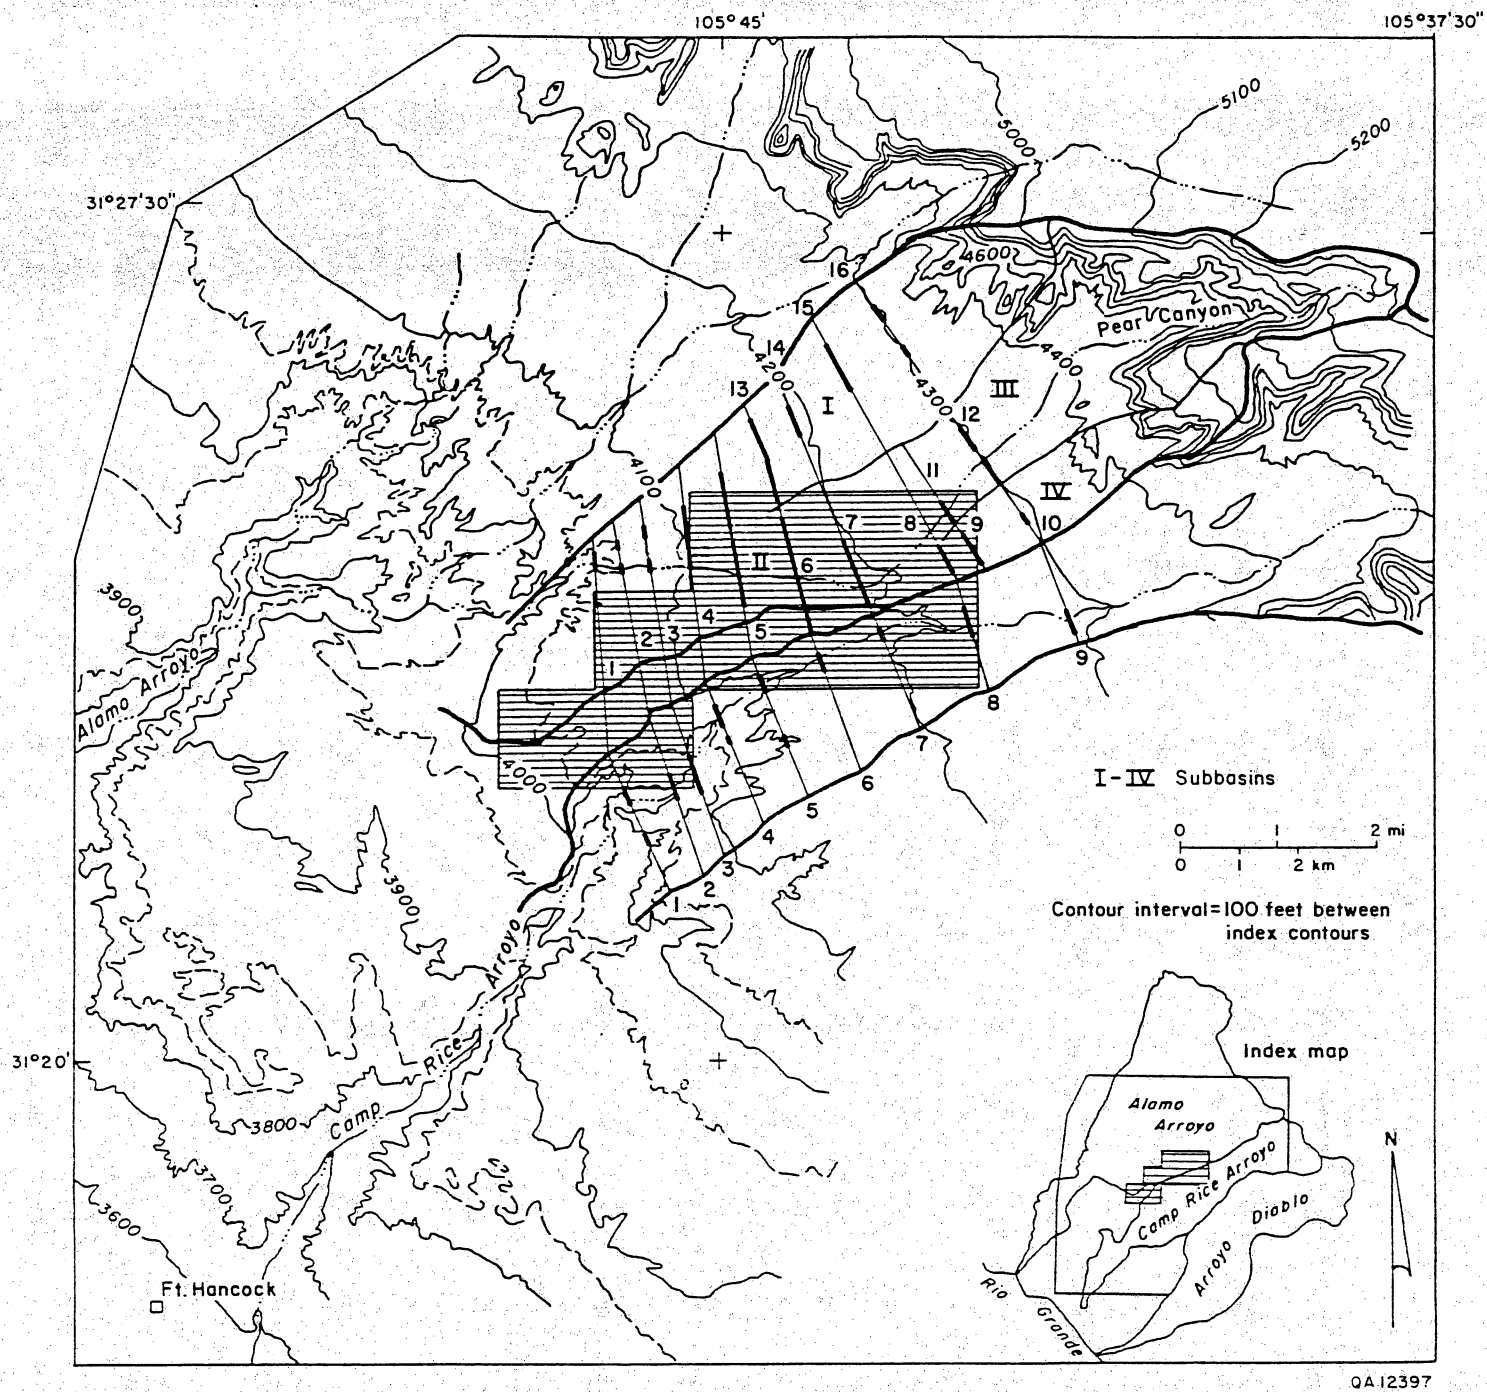 105°45'
105°37'30"
5100
5000
5200
31°27'30"
4600
16
15
Pear Canyon
14
4200
4400
13
4300
I
III
12
4100
11
IV
7
8
9
10
II
6
3900
4
2
3
5
1
Alamo Arroyo
9
8
7
4000
6
I-IV Subbasins
5
4
0 1 2 mi
0 1 2 km
3
2
3900
1
Contour interval=100 feet between
index contours
Camp Rice Arroyo
Index map
31°20'
3800
Alamo
Arroyo
N
3700
Camp Rice Arroyo
3600
Arroyo Diablo
Ft. Hancock
Rio Grande
QA12397